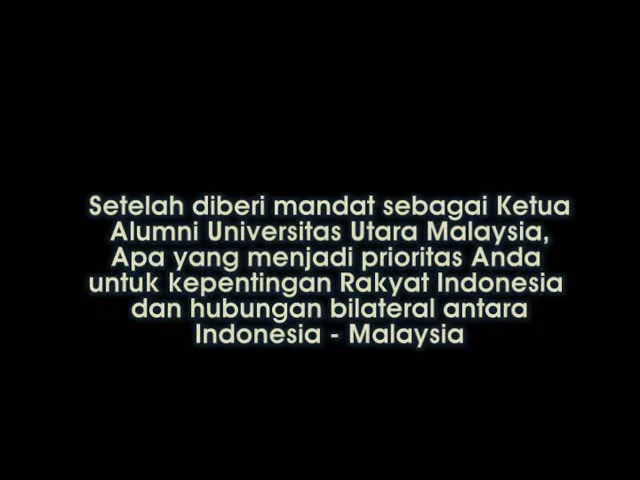 Setelah diberi mandat sebagai Ketua
Alumni Universitas Utara Malaysia,
Apa yang menjadi prioritas Anda
untuk kepentingan Rakyat Indonesia
dan hubungan bilateral antara
Indonesia - Malaysia